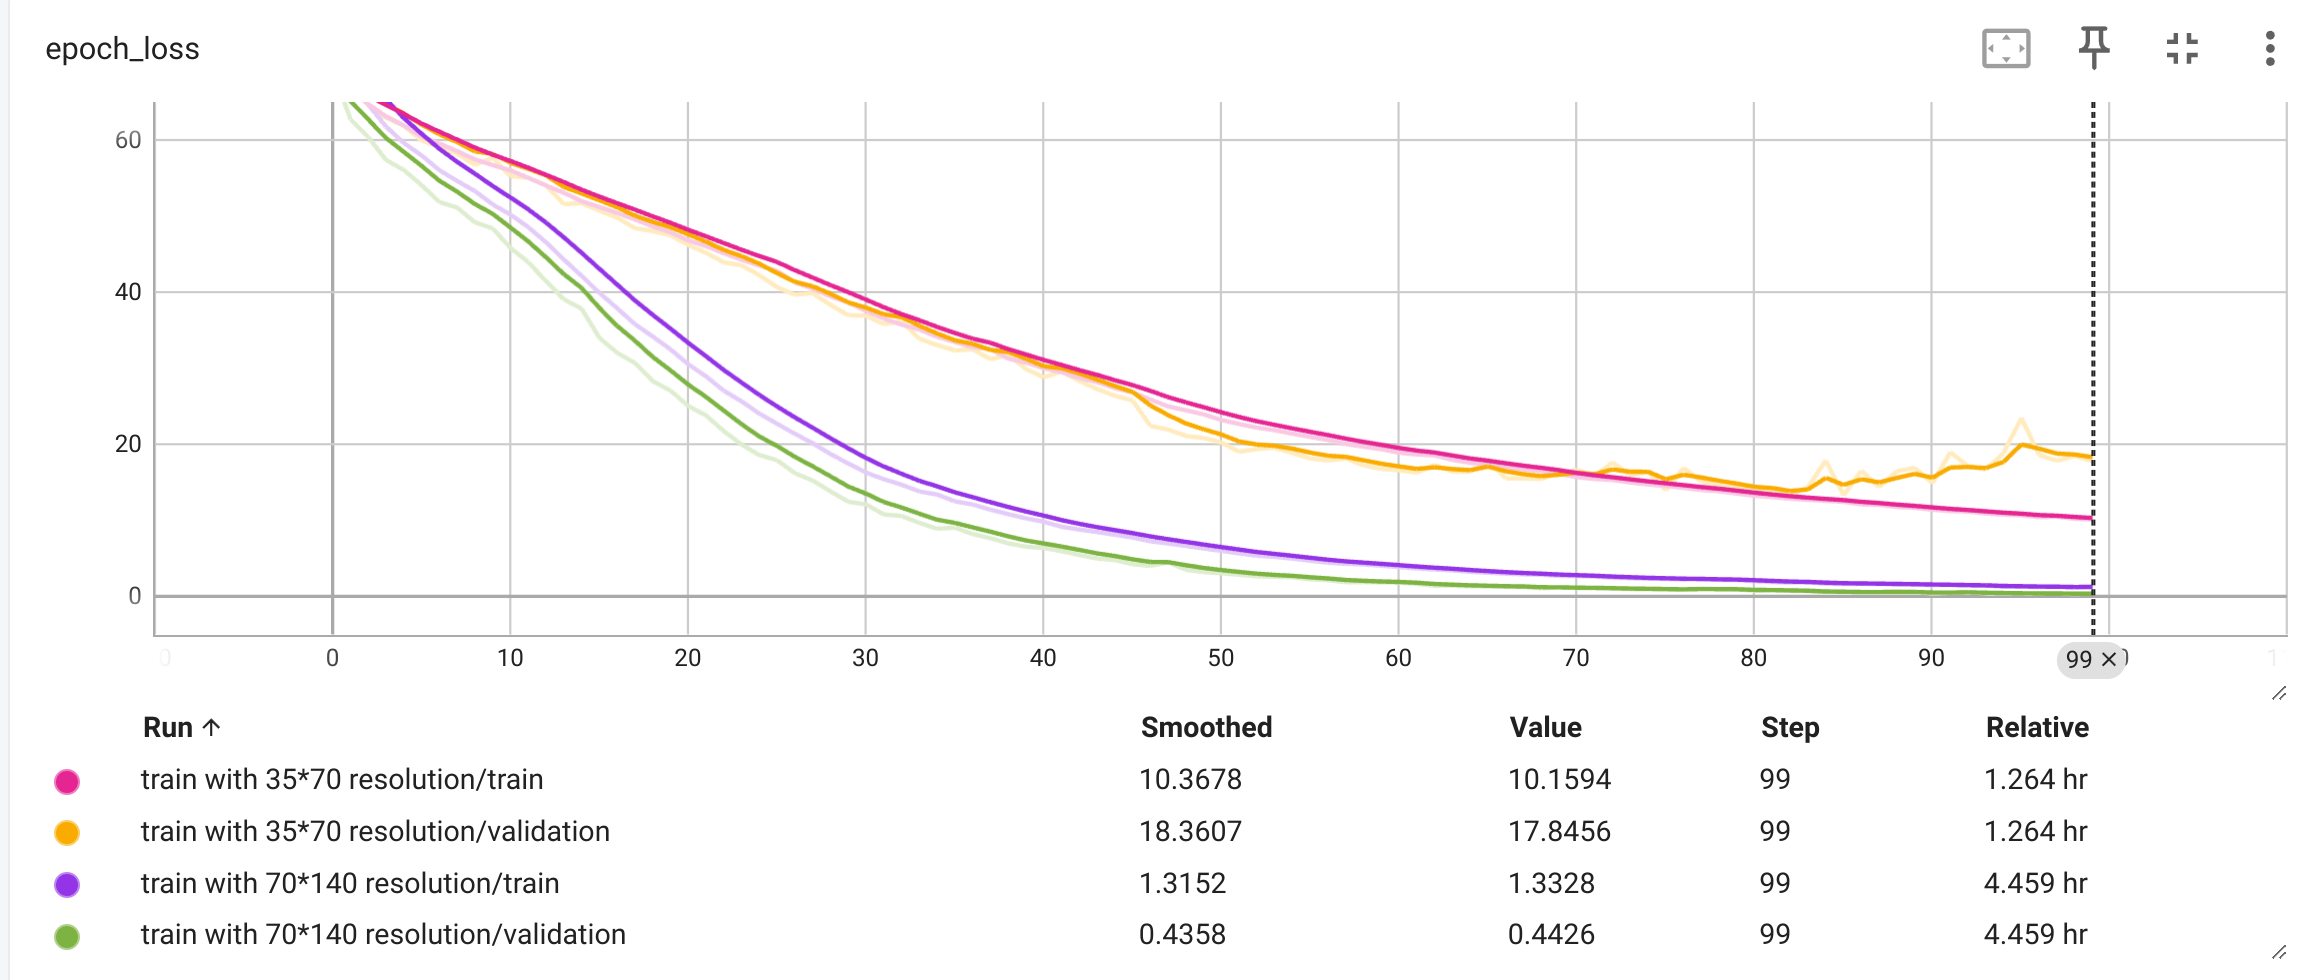 epoch_loss
60
40
20
0
0 0 10 20 30 40 50 60 70 80 90 99 × 0 1
Run ↑ Smoothed Value Step Relative
train with 35*70 resolution/train 10.3678 10.1594 99 1.264 hr
train with 35*70 resolution/validation 18.3607 17.8456 99 1.264 hr
train with 70*140 resolution/train 1.3152 1.3328 99 4.459 hr
train with 70*140 resolution/validation 0.4358 0.4426 99 4.459 hr